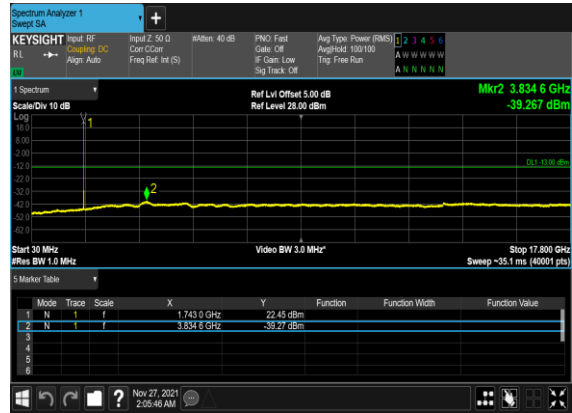 Spectrum Analyzer 1
Swept SA
+
KEYSIGHT Input: RF Input Z: 50 Ω #Atten: 40 dB PNO: Fast Avg Type: Power (RMS) 1 2 3 4 5 6
RL Coupling: DC Corr CCorr Gate: Off Avg|Hold: 100/100 A W W W W W
Align: Auto Freq Ref: Int (S) IF Gain: Low Trig: Free Run A N N N N N
Sig Track: Off
1 Spectrum Ref Lvl Offset 5.00 dB Mkr2 3.834 6 GHz
Scale/Div 10 dB Ref Level 28.00 dBm -39.267 dBm
Log
18.0
8.00
-2.00
-12.0
-22.0
-32.0
-42.0
-52.0
-62.0
1
DL1 -13.00 dBm
2
Start 30 MHz Video BW 3.0 MHz* Stop 17.800 GHz
#Res BW 1.0 MHz Sweep ~35.1 ms (40001 pts)
5 Marker Table
Mode Trace Scale X Y Function Function Width Function Value
1 N 1 f 1.743 0 GHz 22.45 dBm
2 N 1 f 3.834 6 GHz -39.27 dBm
3
4
5
6
? Nov 27, 2021
2:05:46 AM